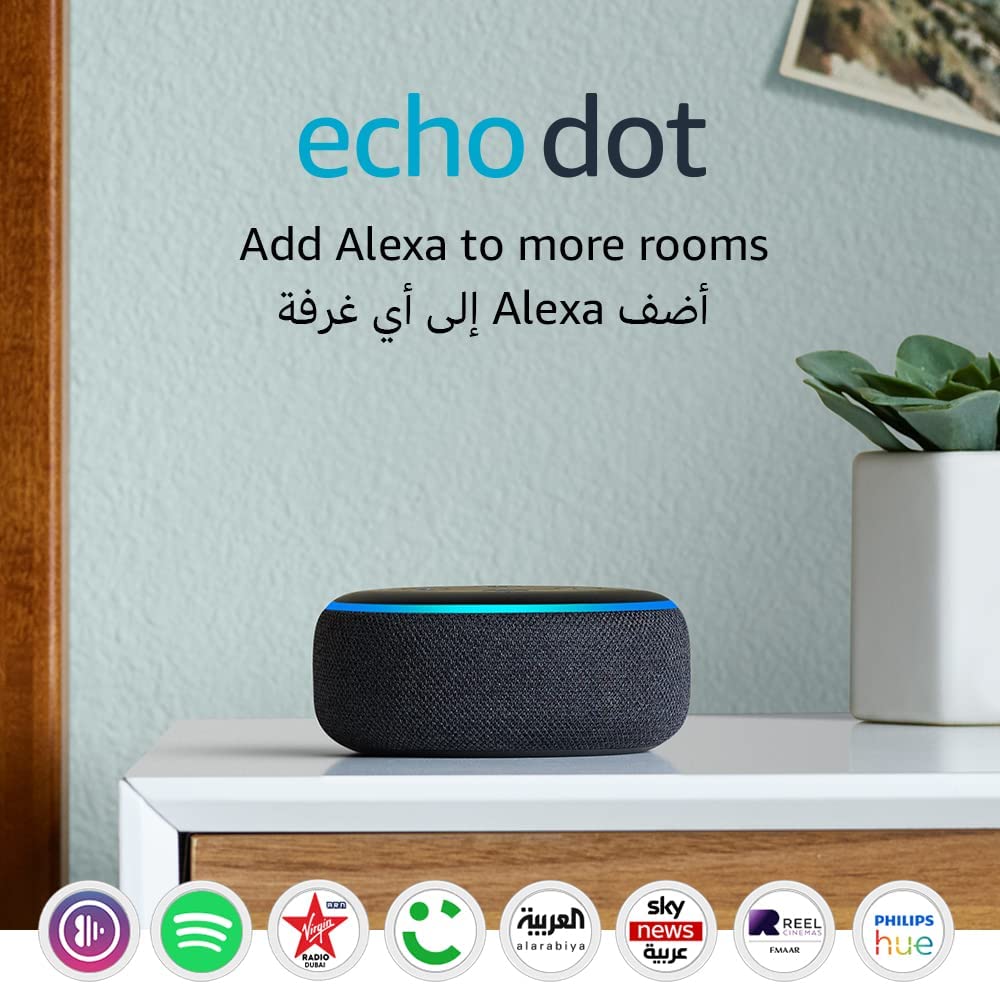 echo dot
Add Alexa to more rooms
أضف Alexa إلى أي غرفة
ARN
Virgin
RADIO
DUBAI
العربية
alarabiya
sky
news
عربية
R
REEL
CINEMAS
EMAAR
PHILIPS
hue